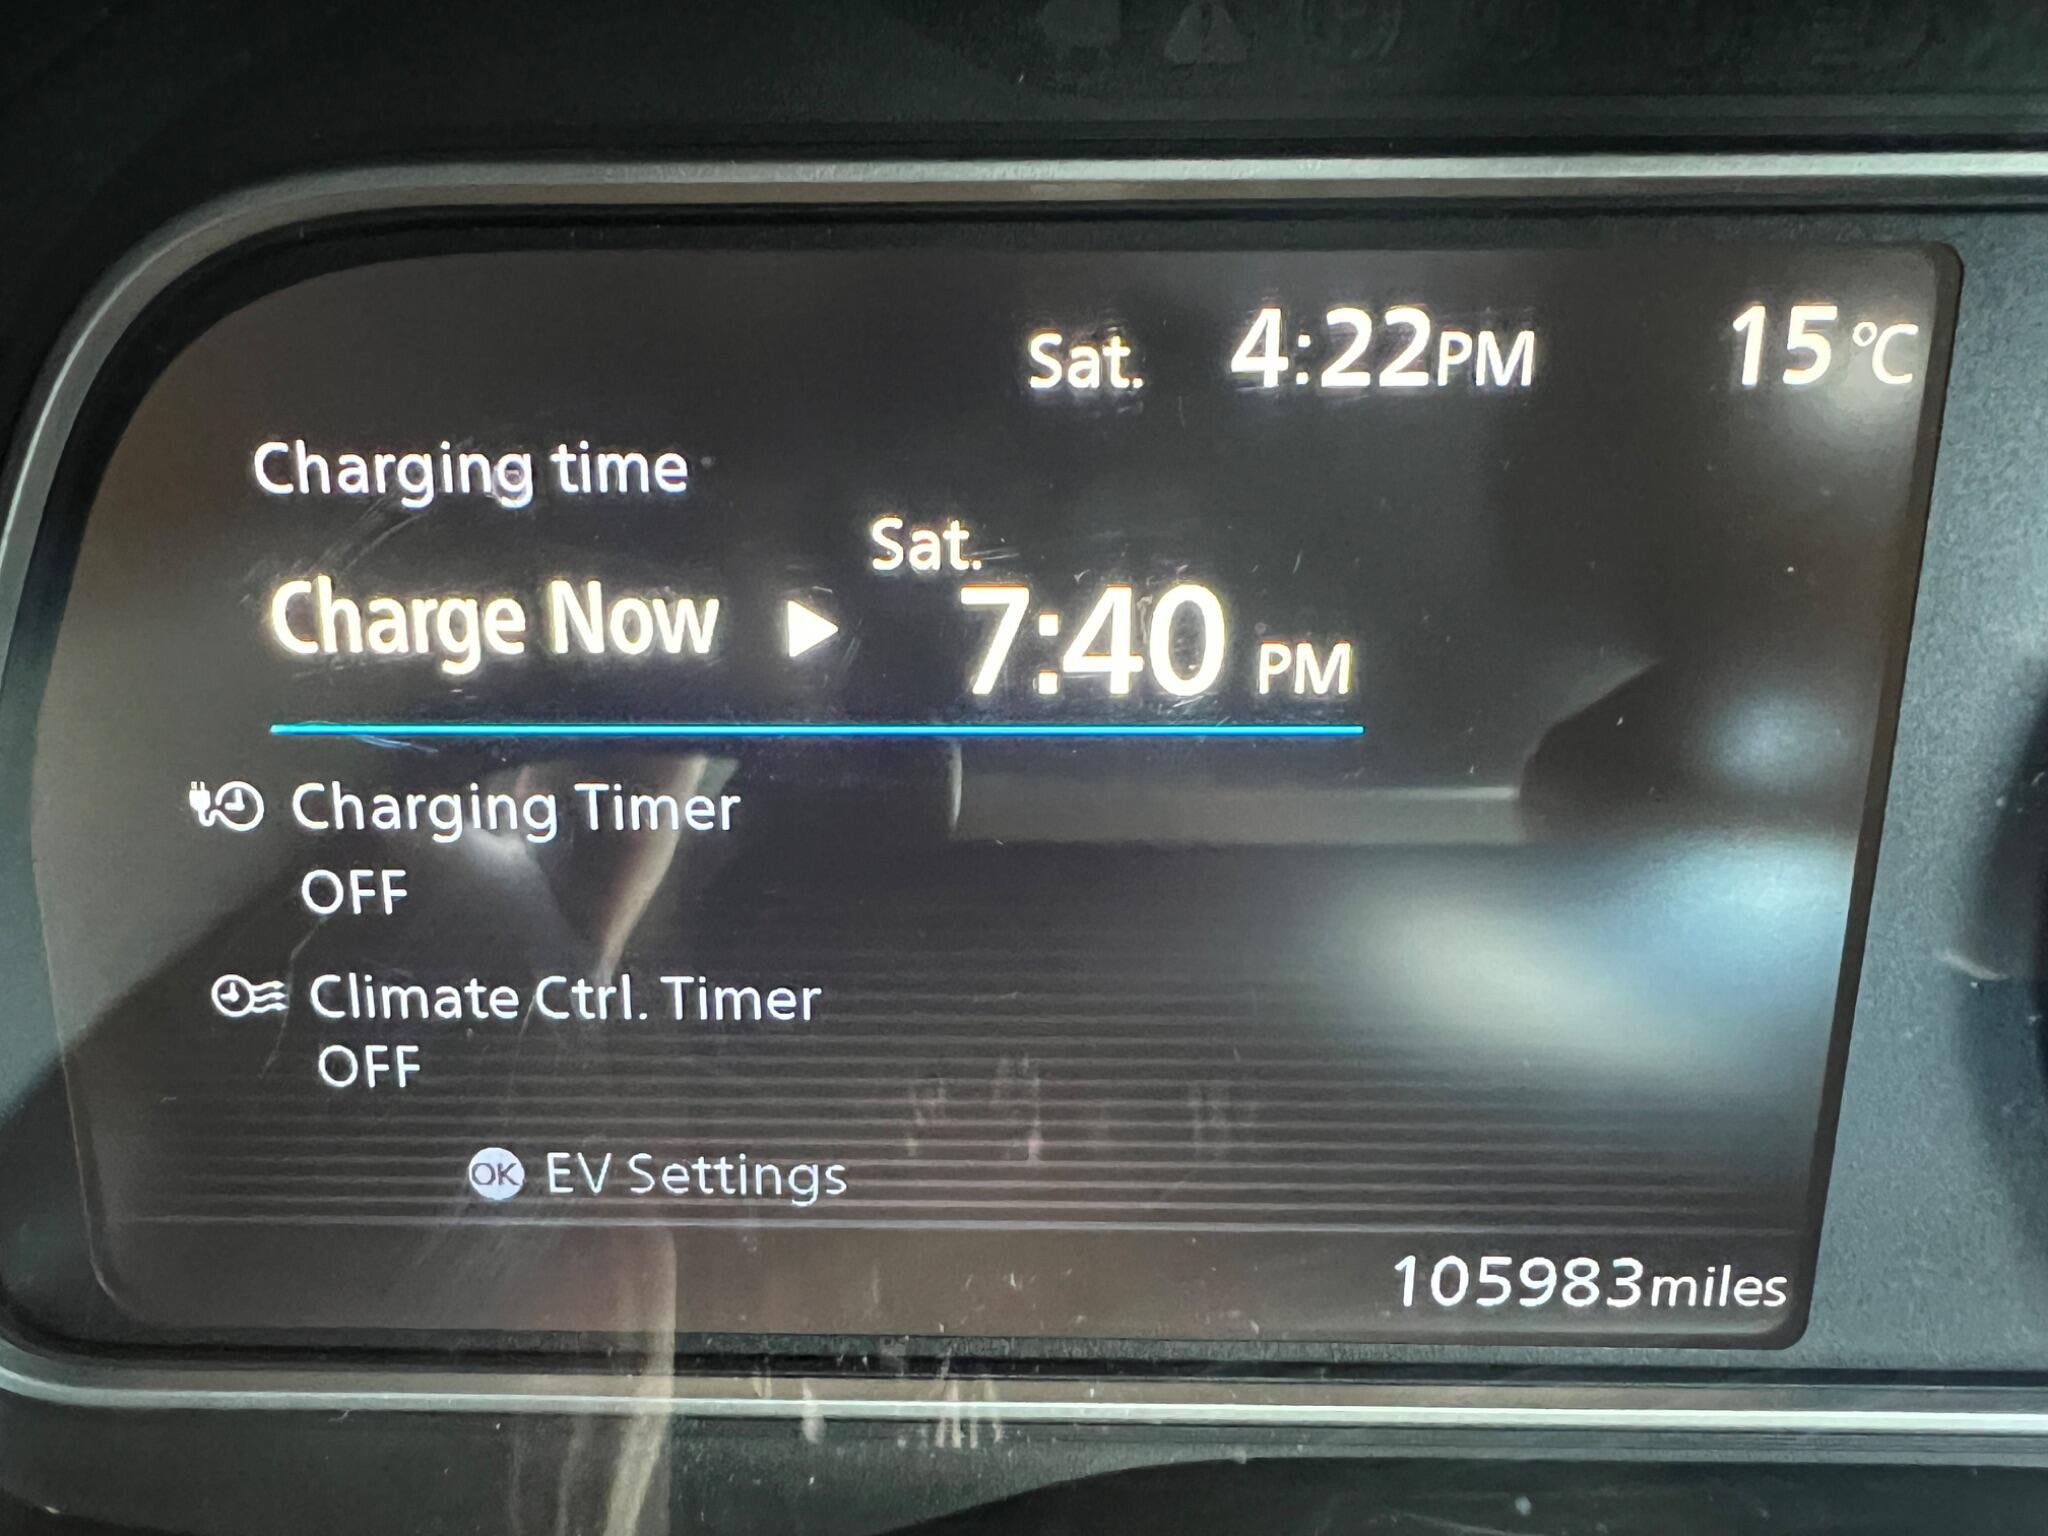 Sat. 4:22PM 15°C
Charging time
Sat.
Charge Now ▶ 7:40 PM
Charging Timer
OFF
Climate Ctrl. Timer
OFF
OK EV Settings
105983miles